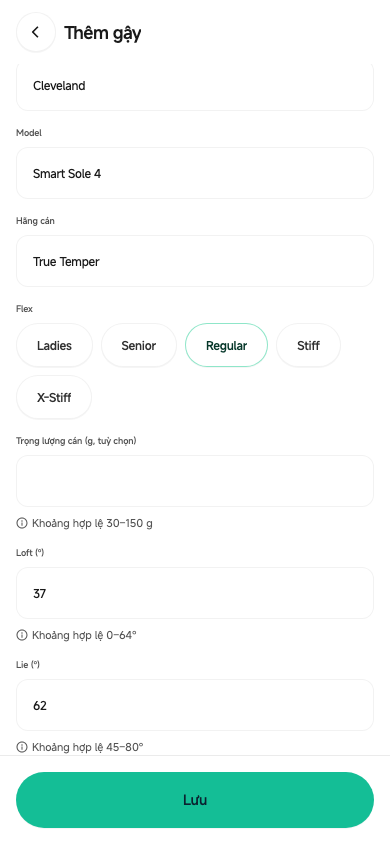 Thêm gậy
Cleveland
Model
Smart Sole 4
Hãng cán
True Temper
Flex
Ladies
Senior
Regular
Stiff
X-Stiff
Trọng lượng cán (g, tuỳ chọn)
Khoảng hợp lệ 30–150 g
Loft (°)
37
Khoảng hợp lệ 0–64°
Lie (°)
62
Khoảng hợp lệ 45–80°
Lưu